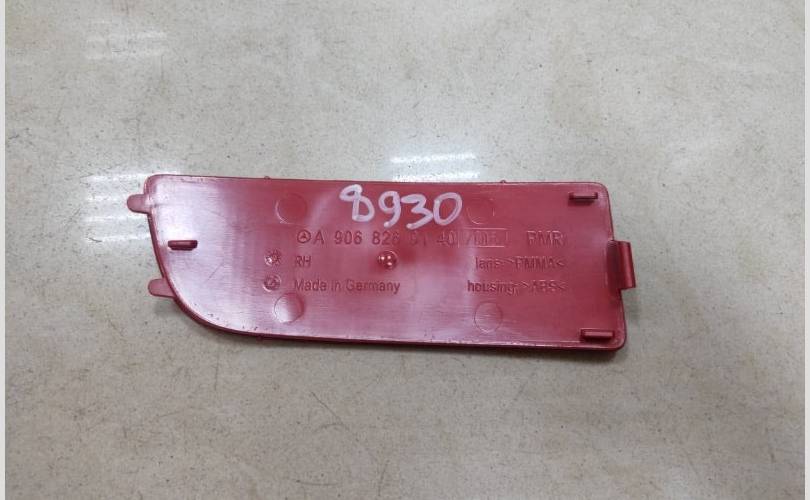 8930
A 906 826 01 40
RH
lens->PMMA<
Made in Germany
housing->ABS<